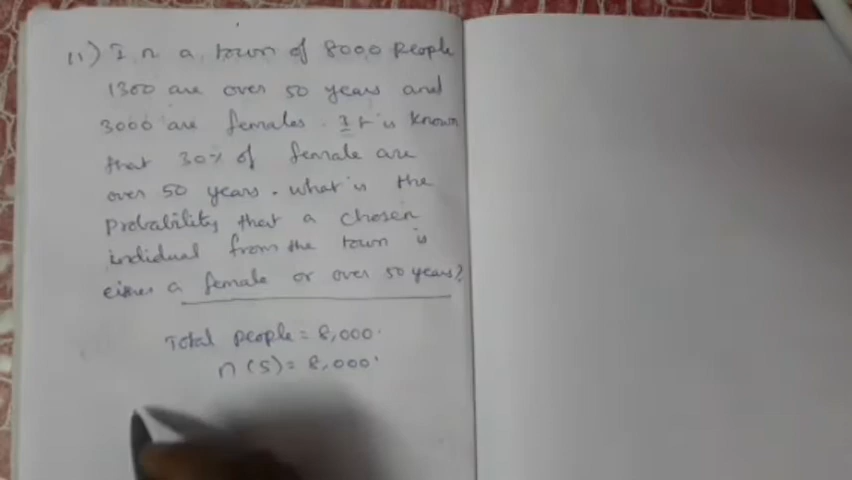 11) In a town of 8000 people
1300 are over 50 years and
3000 are females. It is known
that 30% of female are
over 50 years. what is the
probability that a chosen
indidual from the town is
either a female or over 50 years?
Total people = 8,000.
n(S) = 8,000.